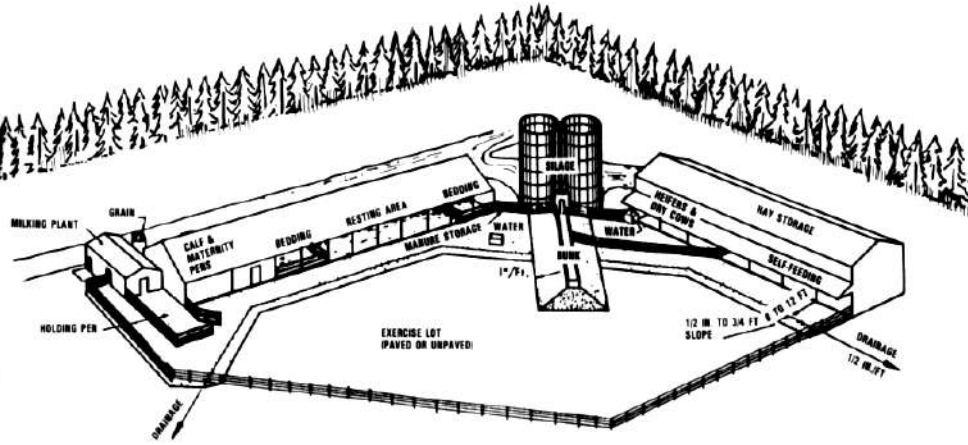 SILAGE
MILKING PLANT
GRAIN
CALF &
MATERNITY
PENS
BEDDING
RESTING AREA
BEDDING
MANURE STORAGE
WATER
WATER
HEIFERS &
DRY COWS
HAY STORAGE
SELF-FEEDING
BUNK
1"/Ft.
8 TO 12 FT
1/2 IN. TO 3/4 FT
SLOPE
HOLDING PEN
EXERCISE LOT
(PAVED OR UNPAVED)
DRAINAGE
1/2 IN./FT
DRAINAGE